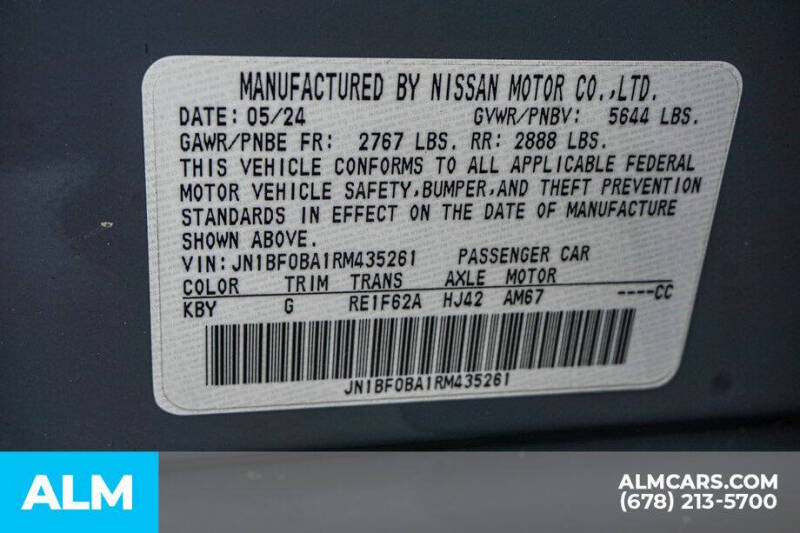 MANUFACTURED BY NISSAN MOTOR CO.,LTD.
DATE: 05/24 GVWR/PNBV: 5644 LBS.
GAWR/PNBE FR: 2767 LBS. RR: 2888 LBS.
THIS VEHICLE CONFORMS TO ALL APPLICABLE FEDERAL
MOTOR VEHICLE SAFETY,BUMPER,AND THEFT PREVENTION
STANDARDS IN EFFECT ON THE DATE OF MANUFACTURE
SHOWN ABOVE.
VIN:JN1BF0BA1RM435261 PASSENGER CAR
COLOR TRIM TRANS AXLE MOTOR
KBY G RE1F62A HJ42 AM67 ----CC
JN1BF0BA1RM435261
ALM
ALMCARS.COM
(678) 213-5700